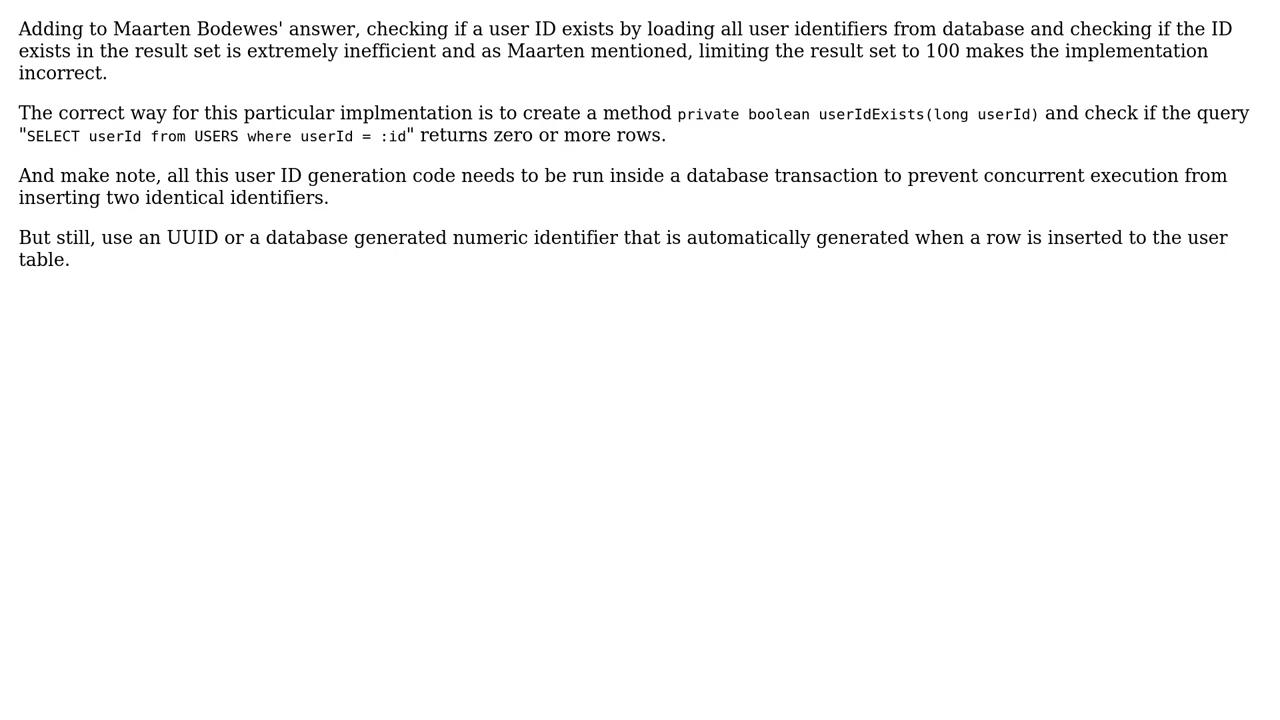 Adding to Maarten Bodewes' answer, checking if a user ID exists by loading all user identifiers from database and checking if the ID
exists in the result set is extremely inefficient and as Maarten mentioned, limiting the result set to 100 makes the implementation
incorrect.
The correct way for this particular implmentation is to create a method private boolean userIdExists(long userId) and check if the query
"SELECT userId from USERS where userId = :id" returns zero or more rows.
And make note, all this user ID generation code needs to be run inside a database transaction to prevent concurrent execution from
inserting two identical identifiers.
But still, use an UUID or a database generated numeric identifier that is automatically generated when a row is inserted to the user
table.